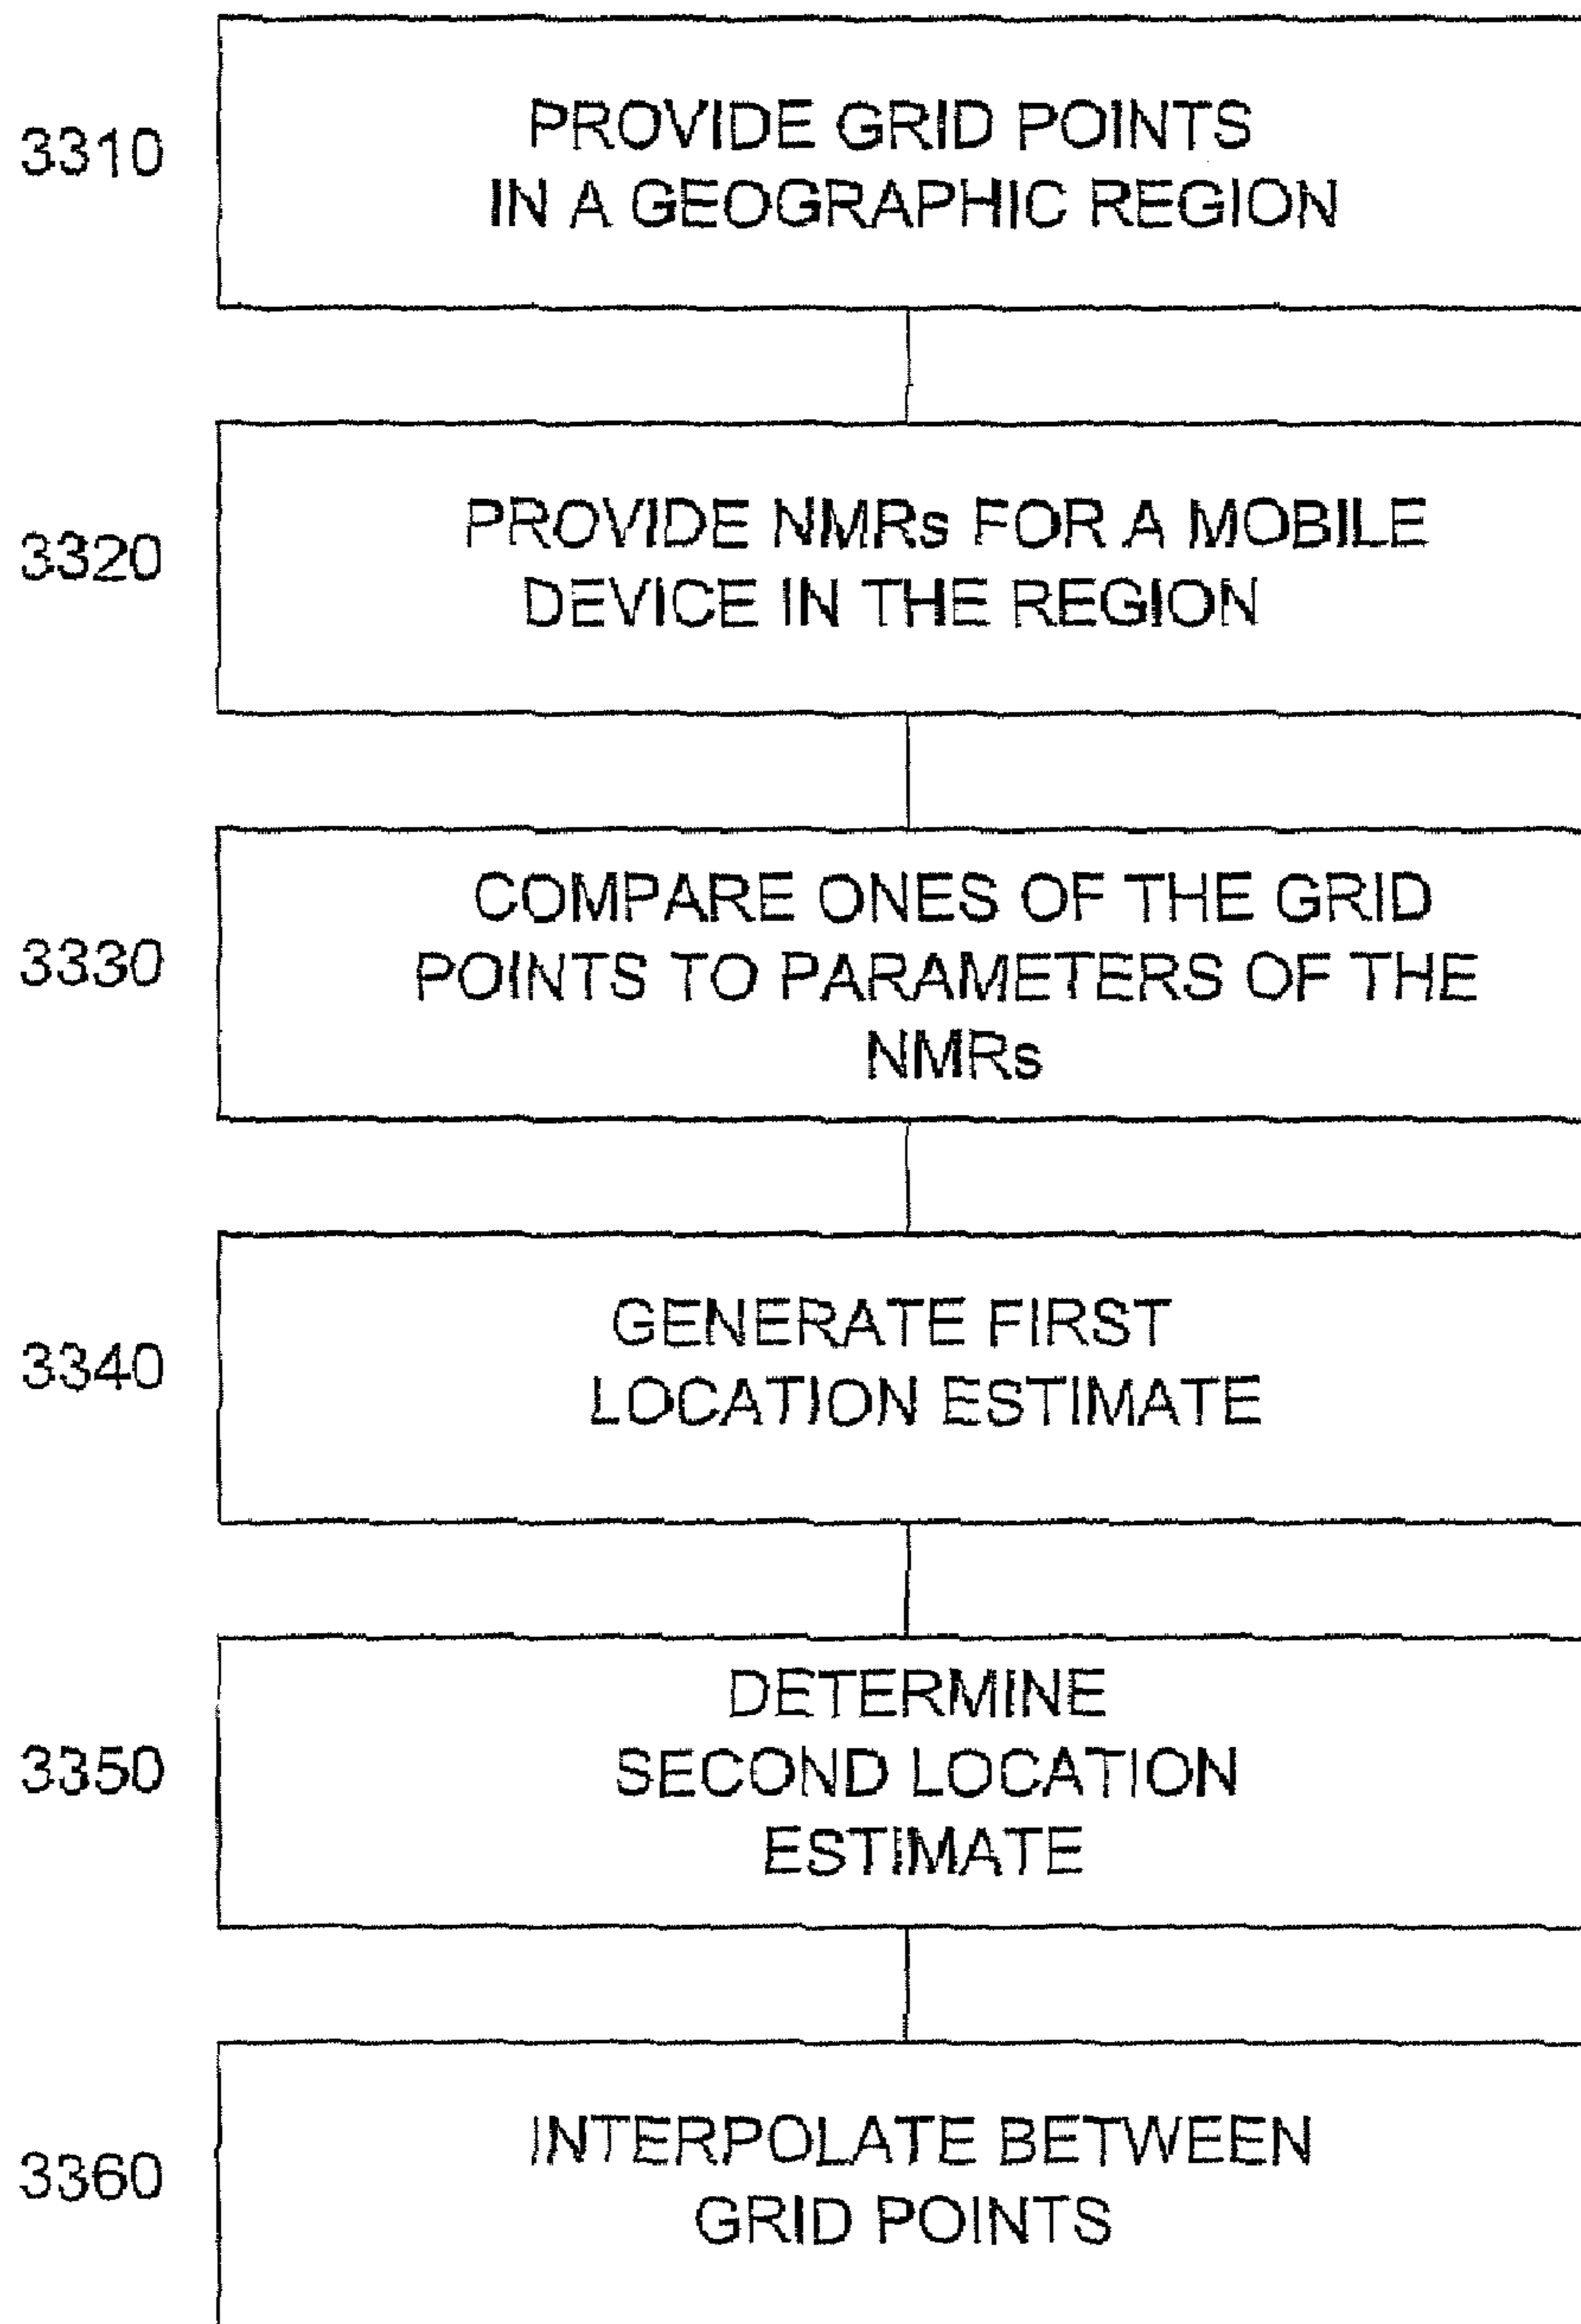 3310
PROVIDE GRID POINTS
IN A GEOGRAPHIC REGION
3320
PROVIDE NMRs FOR A MOBILE
DEVICE IN THE REGION
3330
COMPARE ONES OF THE GRID
POINTS TO PARAMETERS OF THE
NMRs
3340
GENERATE FIRST
LOCATION ESTIMATE
3350
DETERMINE
SECOND LOCATION
ESTIMATE
3360
INTERPOLATE BETWEEN
GRID POINTS